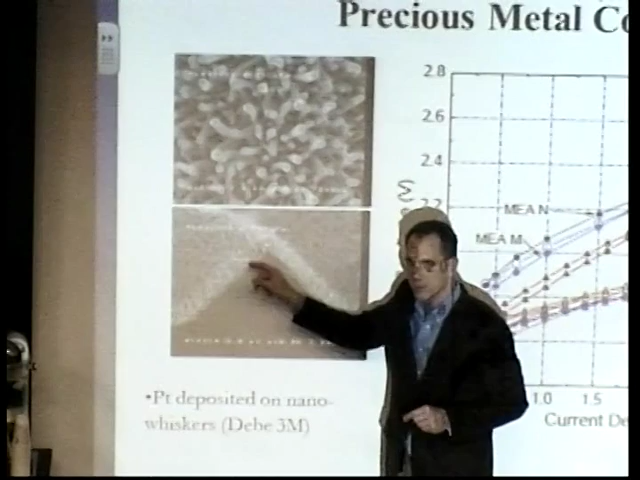 Precious Metal Co
2.8
2.6
2.4
2.2
MEA N
MEA M
1.0 1.5
Current De
•Pt deposited on nano-
whiskers (Debe 3M)